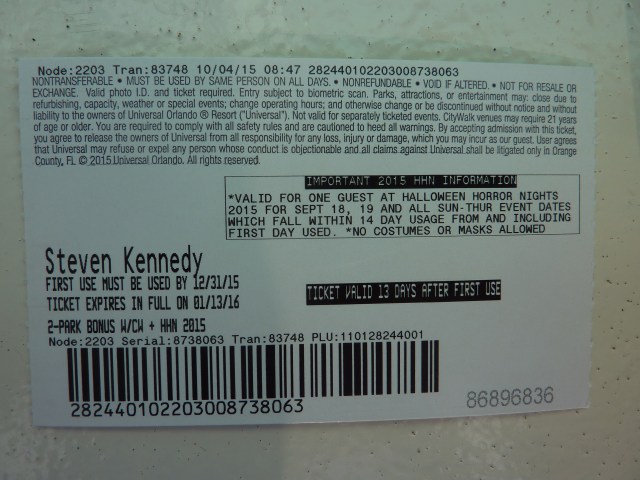 Node:2203 Tran:83748 10/04/15 08:47 282440102203008738063
NONTRANSFERABLE • MUST BE USED BY SAME PERSON ON ALL DAYS. • NONREFUNDABLE • VOID IF ALTERED. • NOT FOR RESALE OR
EXCHANGE. Valid photo I.D. and ticket required. Entry subject to biometric scan. Parks, attractions, or entertainment may: close due to
refurbishing, capacity, weather or special events; change operating hours; and otherwise change or be discontinued without notice and without
liability to the owners of Universal Orlando ® Resort ("Universal"). Not valid for separately ticketed events. CityWalk venues may require 21 years
of age or older. You are required to comply with all safety rules and are cautioned to heed all warnings. By accepting admission with this ticket,
you agree to release the owners of Universal from all responsibility for any loss, injury or damage, which you may incur as our guest. User agrees
that Universal may refuse or expel any person whose conduct is objectionable and all claims against Universal shall be litigated only in Orange
County, FL © 2015 Universal Orlando. All rights reserved.
IMPORTANT 2015 HHN INFORMATION
*VALID FOR ONE GUEST AT HALLOWEEN HORROR NIGHTS
2015 FOR SEPT 18, 19 AND ALL SUN-THUR EVENT DATES
WHICH FALL WITHIN 14 DAY USAGE FROM AND INCLUDING
FIRST DAY USED. *NO COSTUMES OR MASKS ALLOWED
Steven Kennedy
FIRST USE MUST BE USED BY 12/31/15
TICKET EXPIRES IN FULL ON 01/13/16
TICKET VALID 13 DAYS AFTER FIRST USE
2-PARK BONUS W/CW + HHN 2015
Node:2203 Serial:8738063 Tran:83748 PLU:110128244001
282440102203008738063
86896836